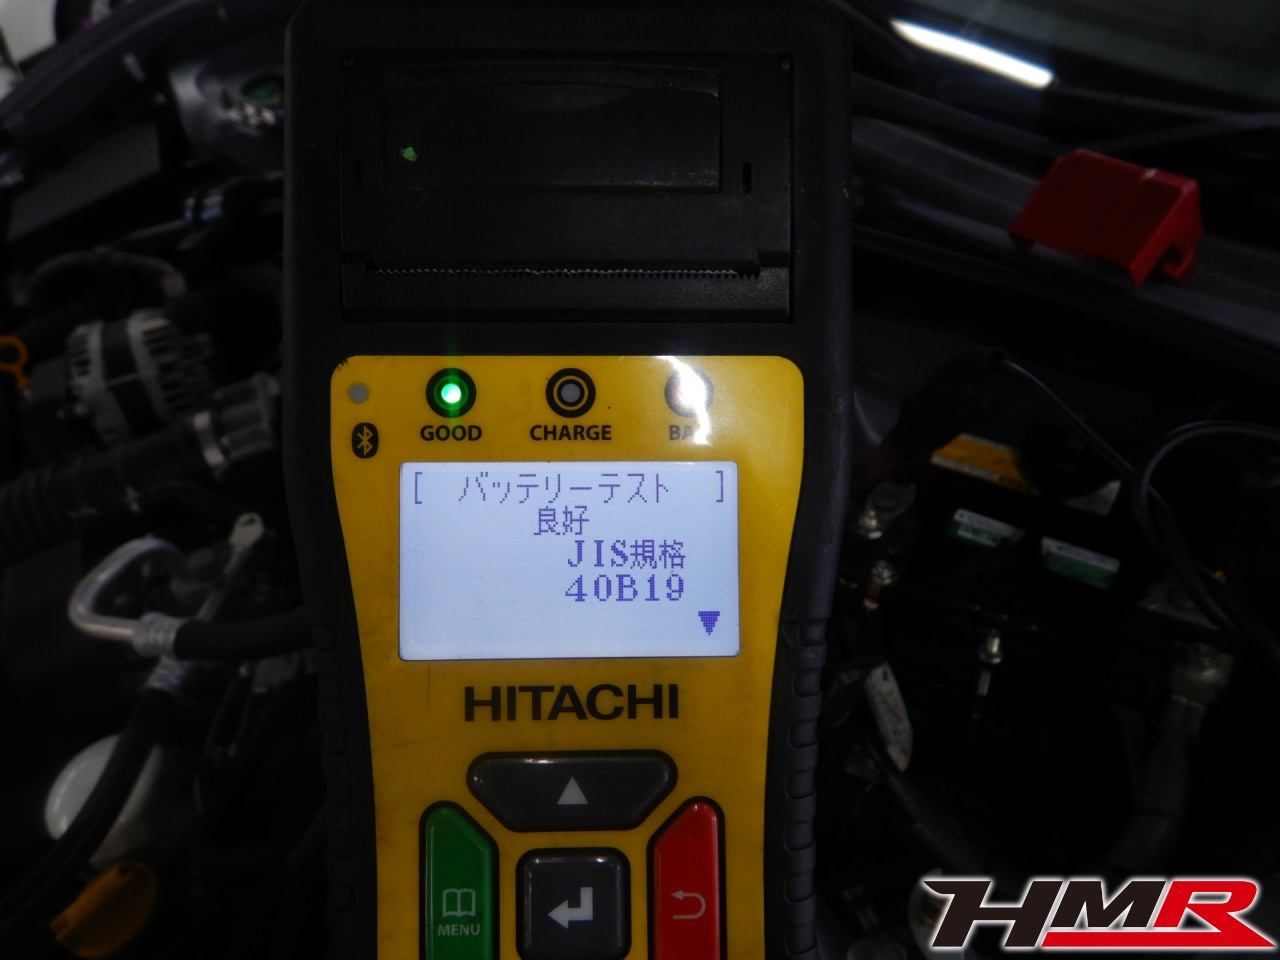 GOOD CHARGE
[ バッテリーテスト ]
良好
JIS規格
40B19
▼
HITACHI
MENU
HMR